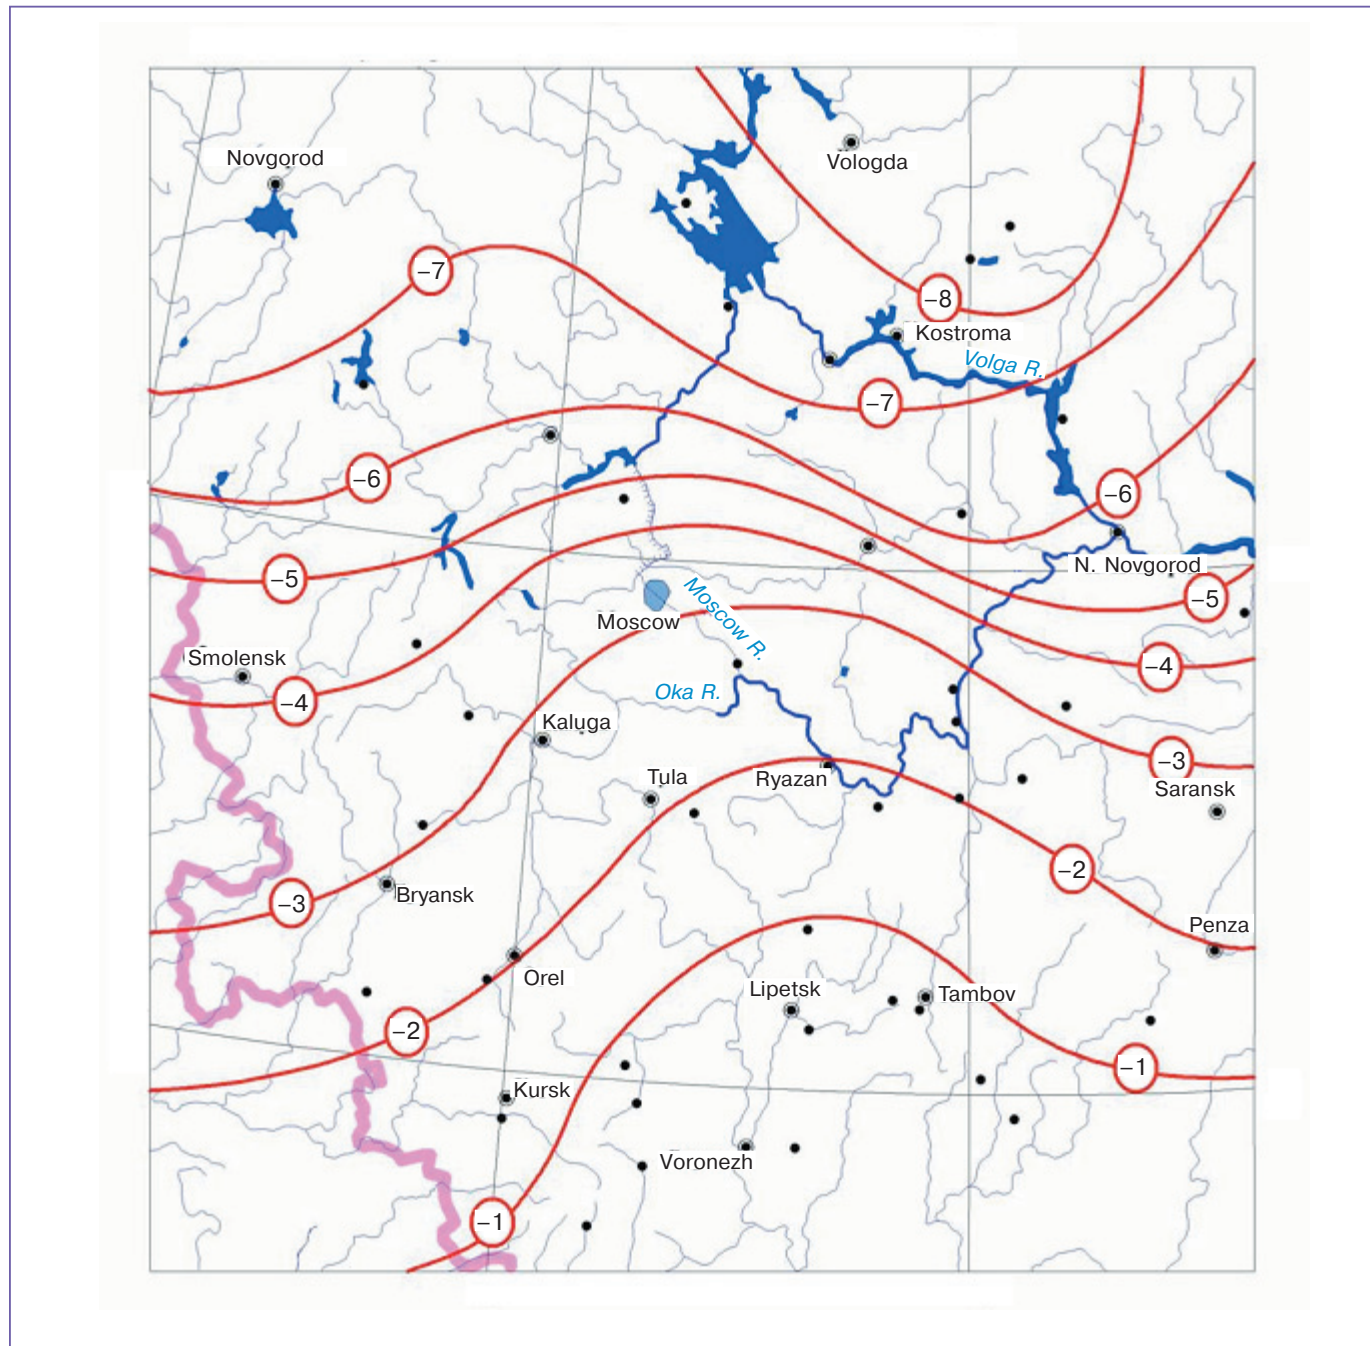 Novgorod
Vologda
−7
−8
Kostroma
Volga R.
−7
−6
−6
N. Novgorod
−5
−5
Moscow R.
Moscow
Smolensk
−4
−4
Oka R.
Kaluga
−3
Tula
Ryazan
Saransk
−2
Bryansk
−3
Penza
Orel
Lipetsk
Tambov
−2
−1
Kursk
Voronezh
−1